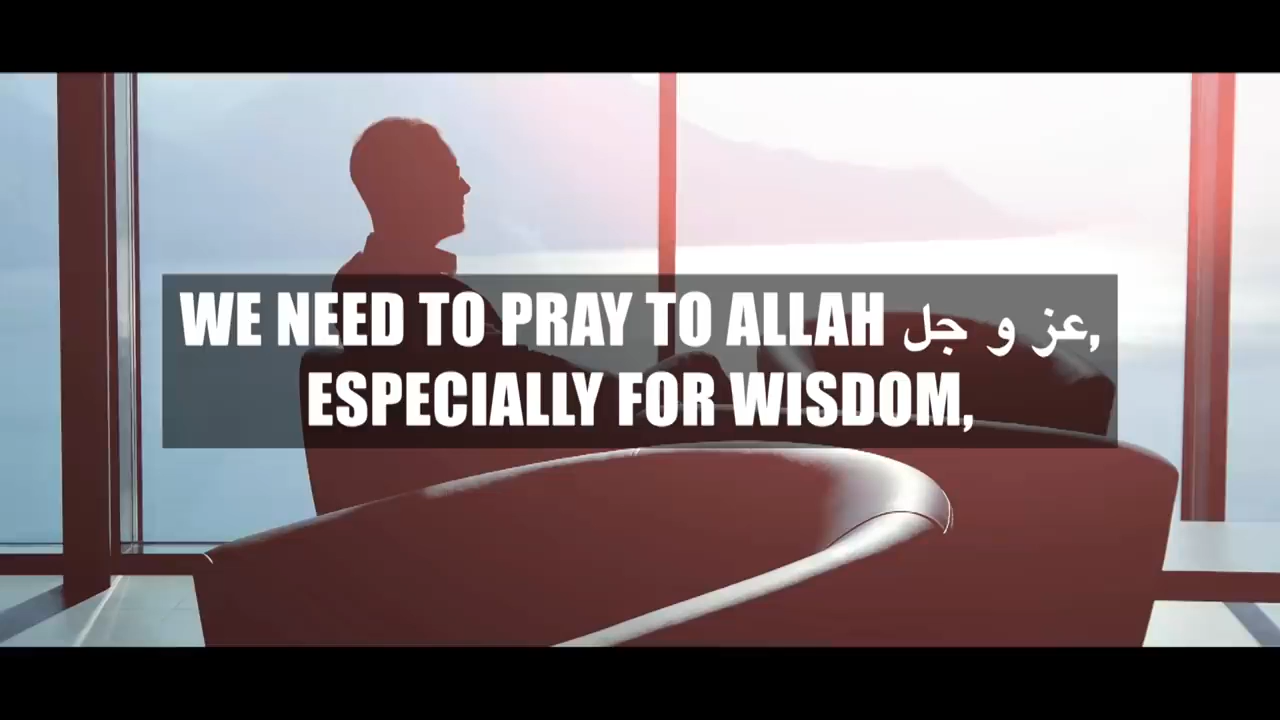 WE NEED TO PRAY TO ALLAH عز و جل,
ESPECIALLY FOR WISDOM,